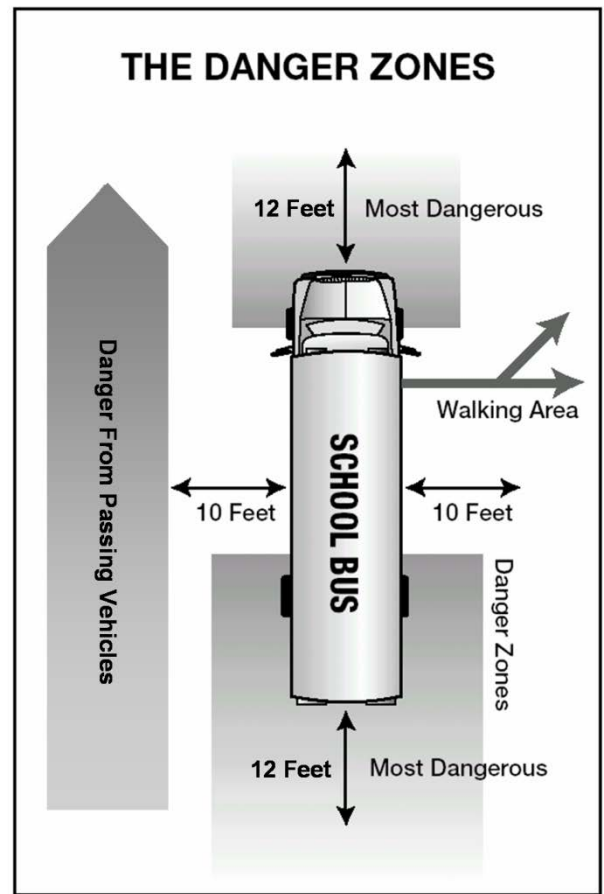 THE DANGER ZONES
12 Feet
Most Dangerous
Walking Area
Danger From Passing Vehicles
SCHOOL BUS
10 Feet
10 Feet
Danger Zones
12 Feet
Most Dangerous